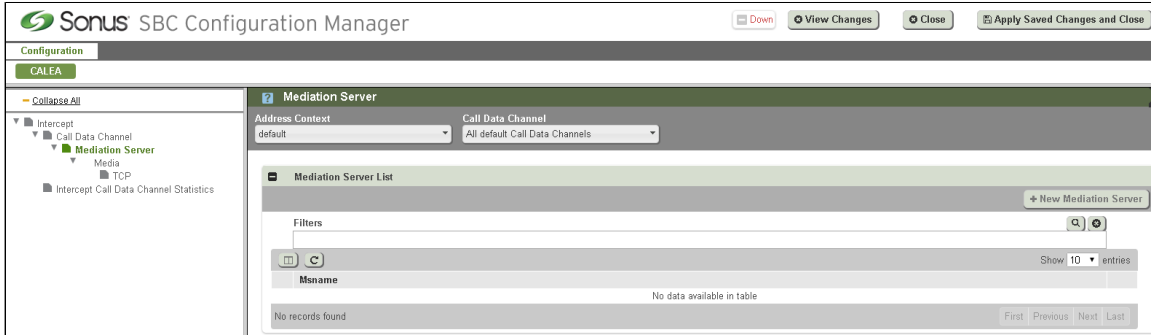 Sonus SBC Configuration Manager
Down
View Changes
Close
Apply Saved Changes and Close
Configuration
CALEA
Collapse All
Intercept
Call Data Channel
Mediation Server
Media
TCP
Intercept Call Data Channel Statistics
? Mediation Server
Address Context
Call Data Channel
default
All default Call Data Channels
Mediation Server List
+ New Mediation Server
Filters
Show 10 entries
Msname
No data available in table
No records found
First Previous Next Last